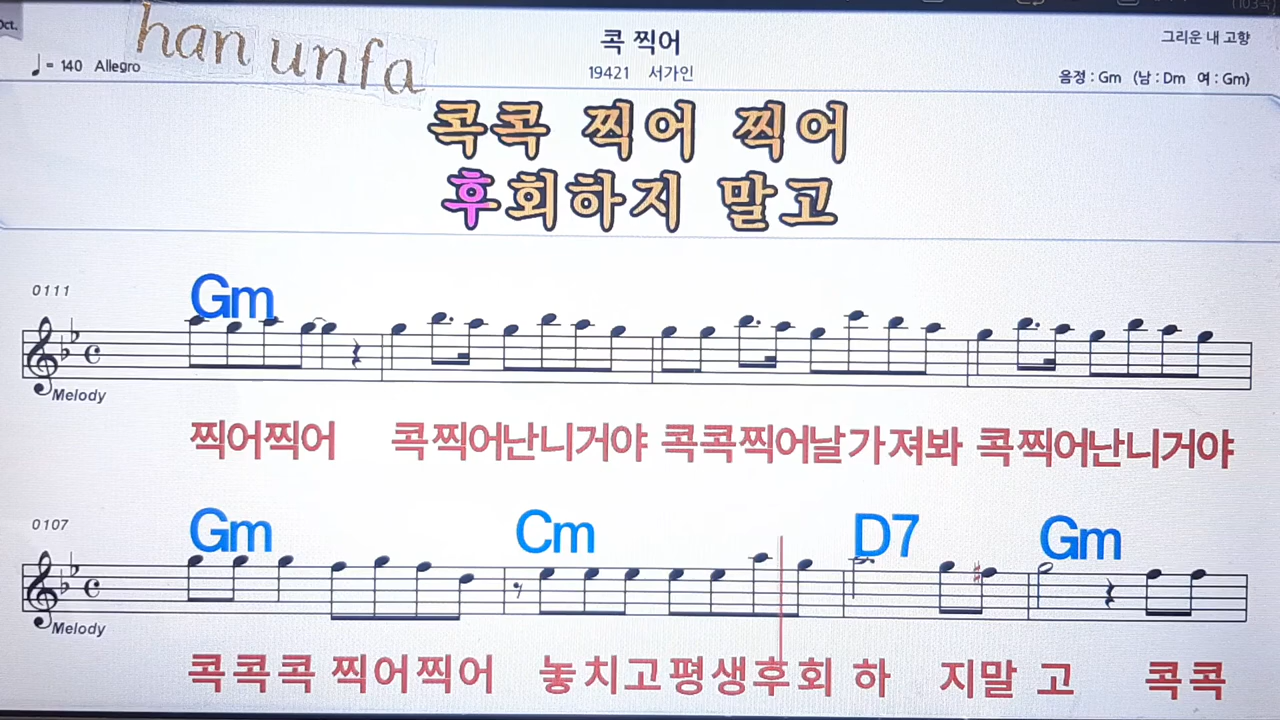 (103곡)
Oct.
han unfa
콕 찍어
그리운 내 고향
♩= 140 Allegro
19421 서가인
음정 : Gm (남 : Dm 여 : Gm)
콕콕 찍어 찍어
후회하지 말고
0111
Gm
Melody
찍어찍어 콕찍어난니거야 콕콕찍어날가져봐 콕찍어난니거야
0107
Gm Cm D7 Gm
Melody
콕콕콕 찍어찍어 놓치고평생후회 하 지말 고 콕콕